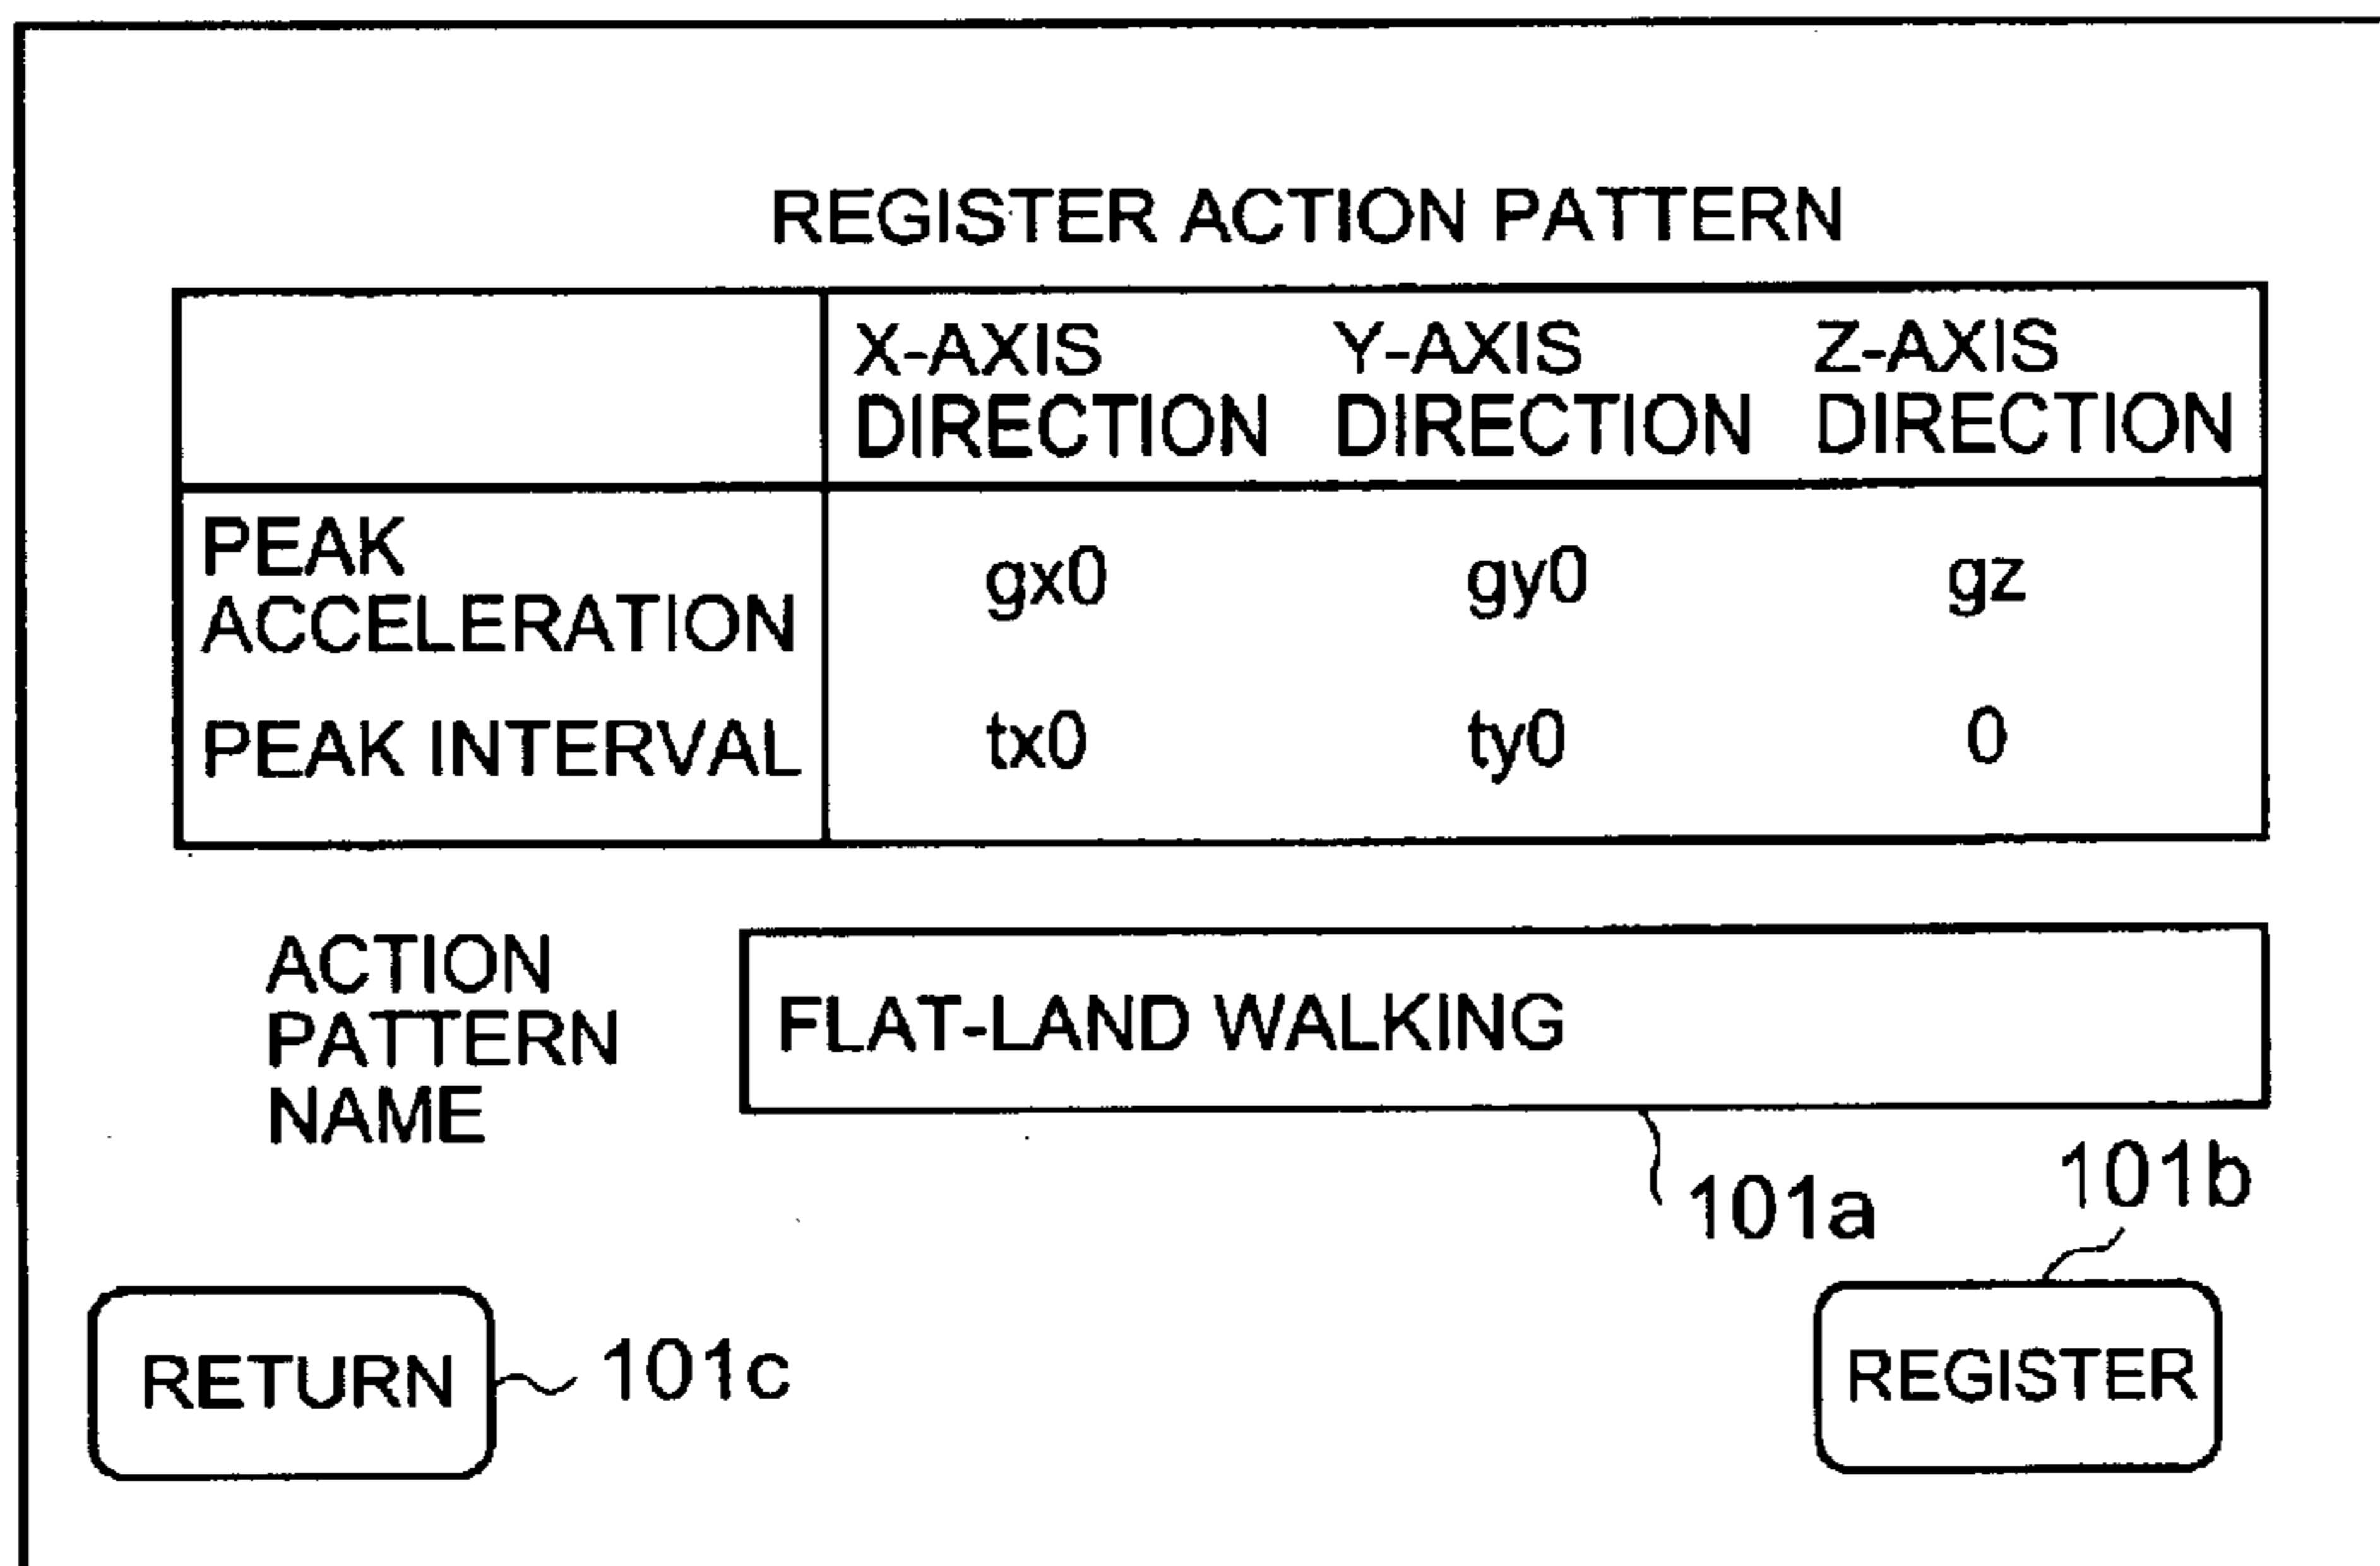 REGISTER ACTION PATTERN
X-AXIS DIRECTION Y-AXIS DIRECTION Z-AXIS DIRECTION
PEAK ACCELERATION gx0 gy0 gz
PEAK INTERVAL tx0 ty0 0
ACTION
PATTERN
NAME
FLAT-LAND WALKING
101a
101b
RETURN
101c
REGISTER